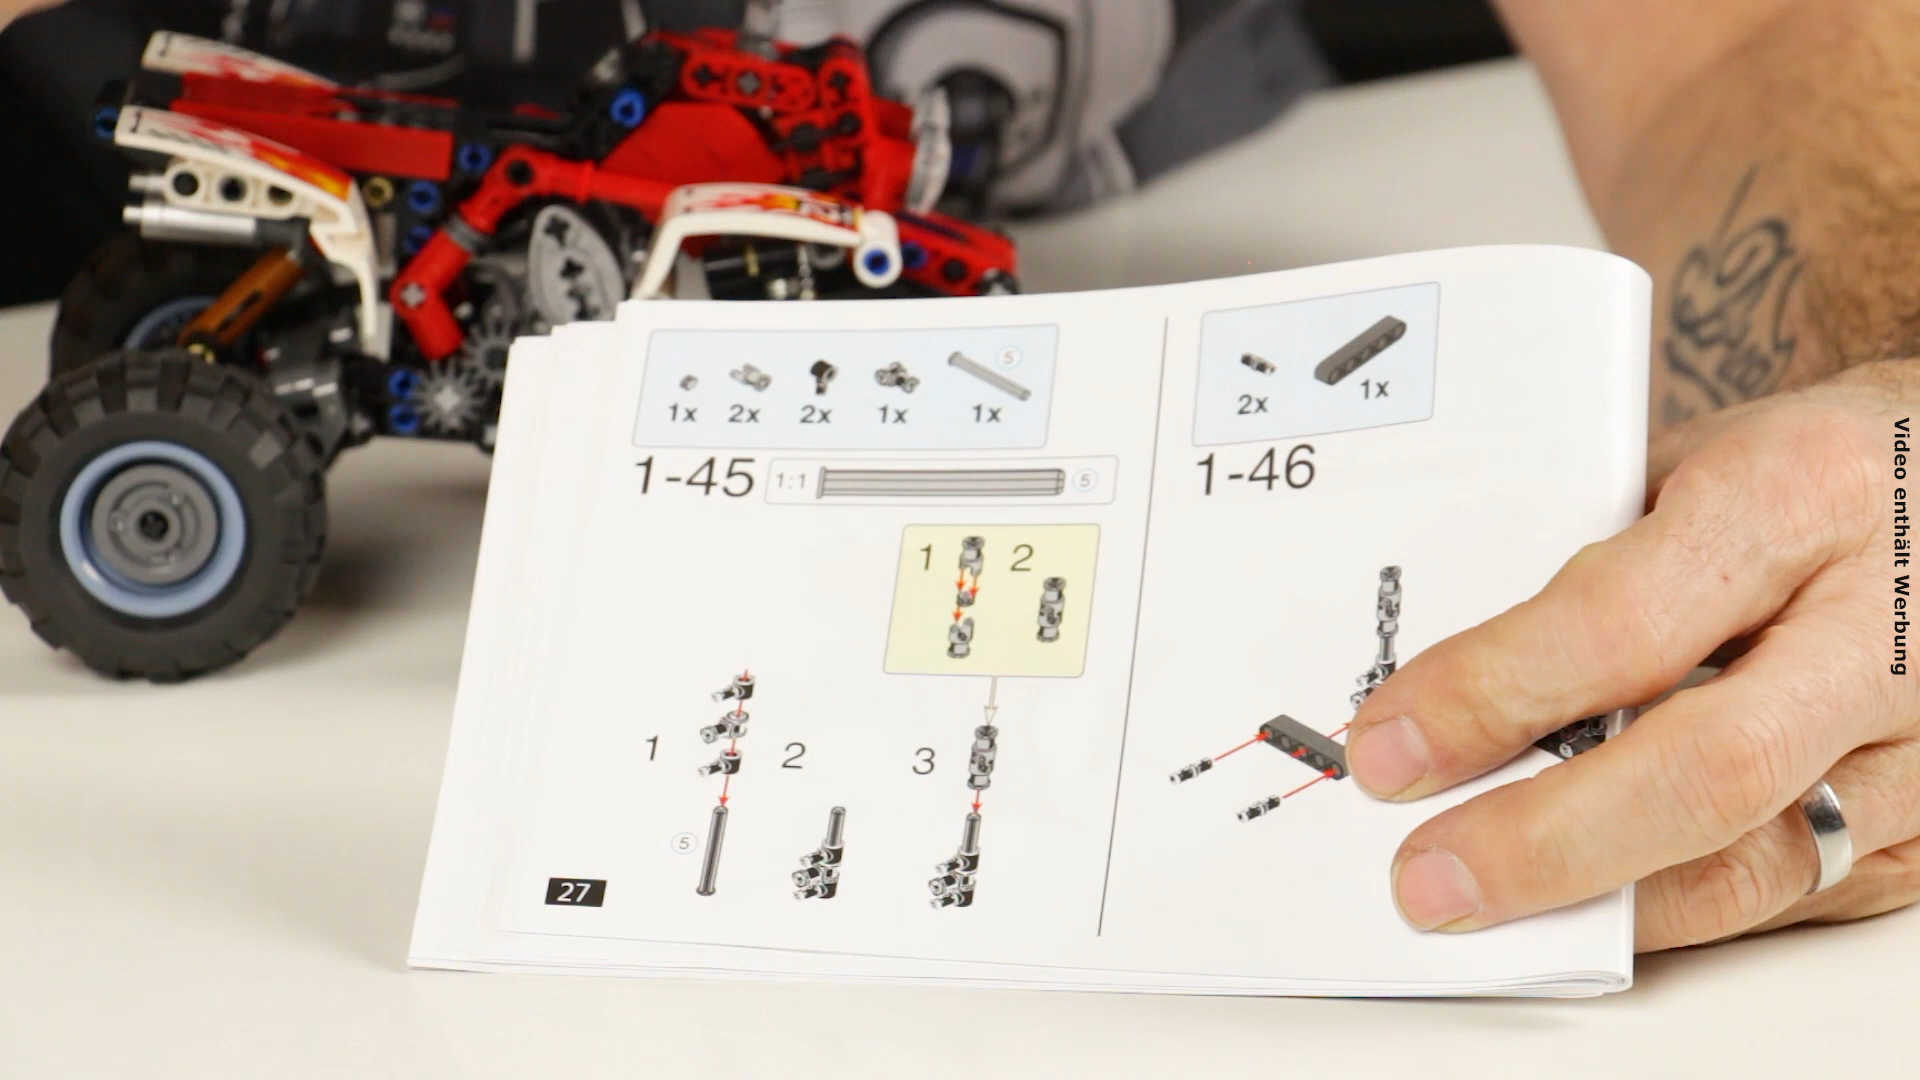 5
1x 2x 2x 1x 1x
1-45
1:1
5
1 2
1
2
3
5
27
2x
1x
1-46
Video enthält Werbung